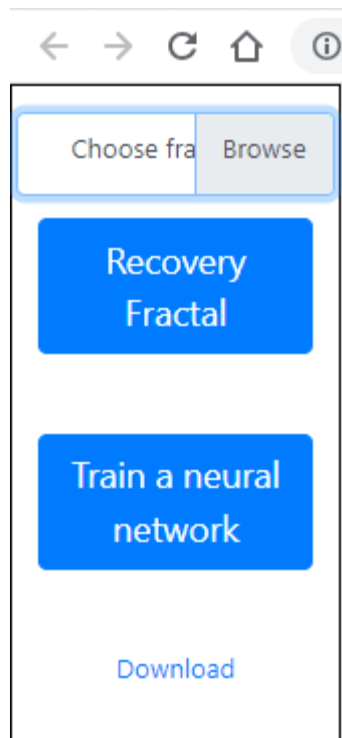 Choose fra Browse
Recovery
Fractal
Train a neural
network
Download